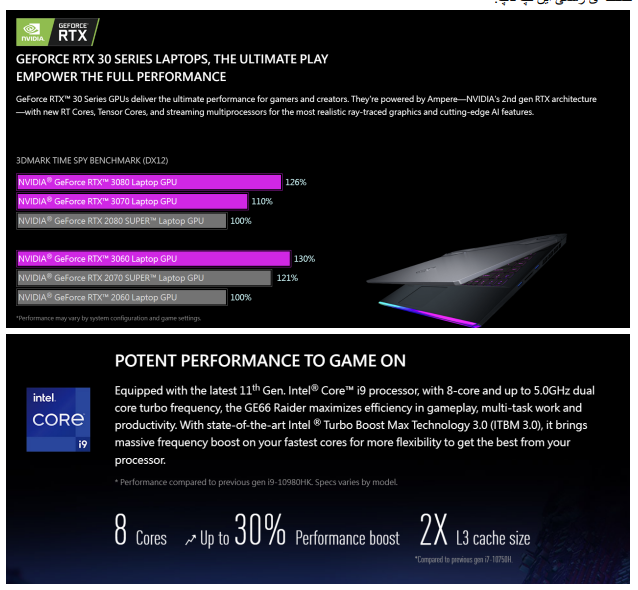 NVIDIA.
GEFORCE
RTX
GEFORCE RTX 30 SERIES LAPTOPS, THE ULTIMATE PLAY
EMPOWER THE FULL PERFORMANCE
GeForce RTX™ 30 Series GPUs deliver the ultimate performance for gamers and creators. They're powered by Ampere—NVIDIA's 2nd gen RTX architecture
—with new RT Cores, Tensor Cores, and streaming multiprocessors for the most realistic ray-traced graphics and cutting-edge AI features.
3DMARK TIME SPY BENCHMARK (DX12)
NVIDIA® GeForce RTX™ 3080 Laptop GPU 126%
NVIDIA® GeForce RTX™ 3070 Laptop GPU 110%
NVIDIA® GeForce RTX 2080 SUPER™ Laptop GPU 100%
NVIDIA® GeForce RTX™ 3060 Laptop GPU 130%
NVIDIA® GeForce RTX 2070 SUPER™ Laptop GPU 121%
NVIDIA® GeForce RTX™ 2060 Laptop GPU 100%
*Performance may vary by system configuration and game settings.
POTENT PERFORMANCE TO GAME ON
intel.
CORE
i9
Equipped with the latest 11th Gen. Intel® Core™ i9 processor, with 8-core and up to 5.0GHz dual
core turbo frequency, the GE66 Raider maximizes efficiency in gameplay, multi-task work and
productivity. With state-of-the-art Intel ® Turbo Boost Max Technology 3.0 (ITBM 3.0), it brings
massive frequency boost on your fastest cores for more flexibility to get the best from your
processor.
* Performance compared to previous gen i9-10980HK. Specs varies by model.
8 Cores Up to 30% Performance boost 2X L3 cache size
*Compared to previous gen i7-10750H.